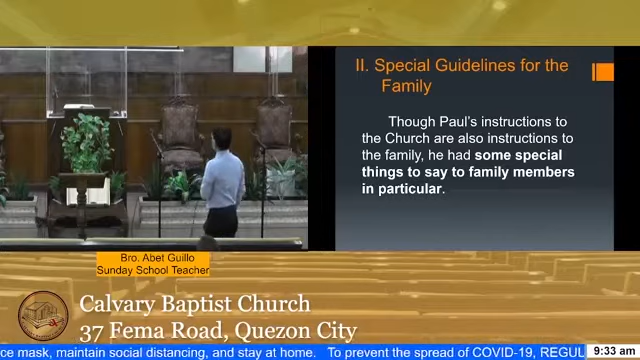 II. Special Guidelines for the
Family
Though Paul's instructions to
the Church are also instructions to
the family, he had some special
things to say to family members
in particular.
Bro. Abet Guillo
Sunday School Teacher
Calvary Baptist Church
37 Fema Road, Quezon City
ce mask, maintain social distancing, and stay at home. To prevent the spread of COVID-19, REGUL
9:33 am